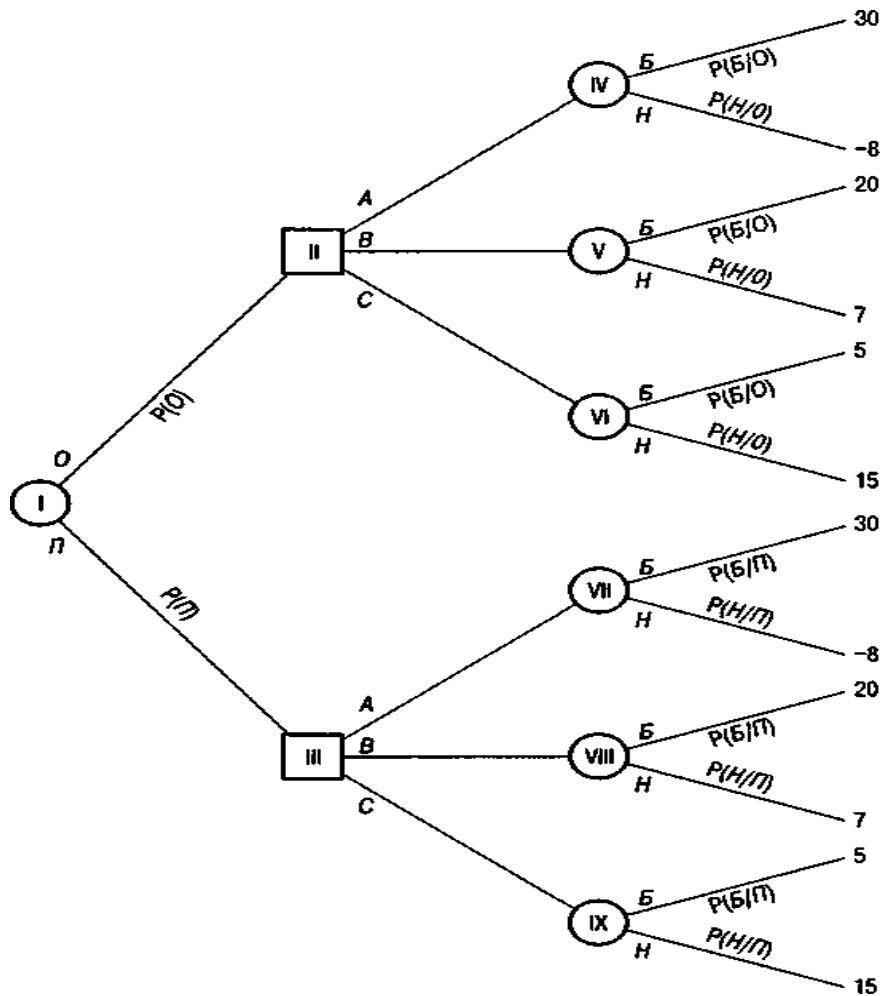 30
Б
Р(Б/О)
IV
Р(Н/0)
Н
-8
20
А
Б
Р(Б/О)
II
В
V
Р(Н/0)
Н
С
7
5
Б
Р(Б/О)
VI
Р(Н/0)
Н
Р(О)
О
15
I
П
30
Б
Р(Б/П)
VII
Р(П)
Р(Н/П)
Н
-8
20
А
Б
Р(Б/П)
III
В
VIII
Р(Н/П)
Н
С
7
5
Б
Р(Б/П)
IX
Р(Н/П)
Н
15